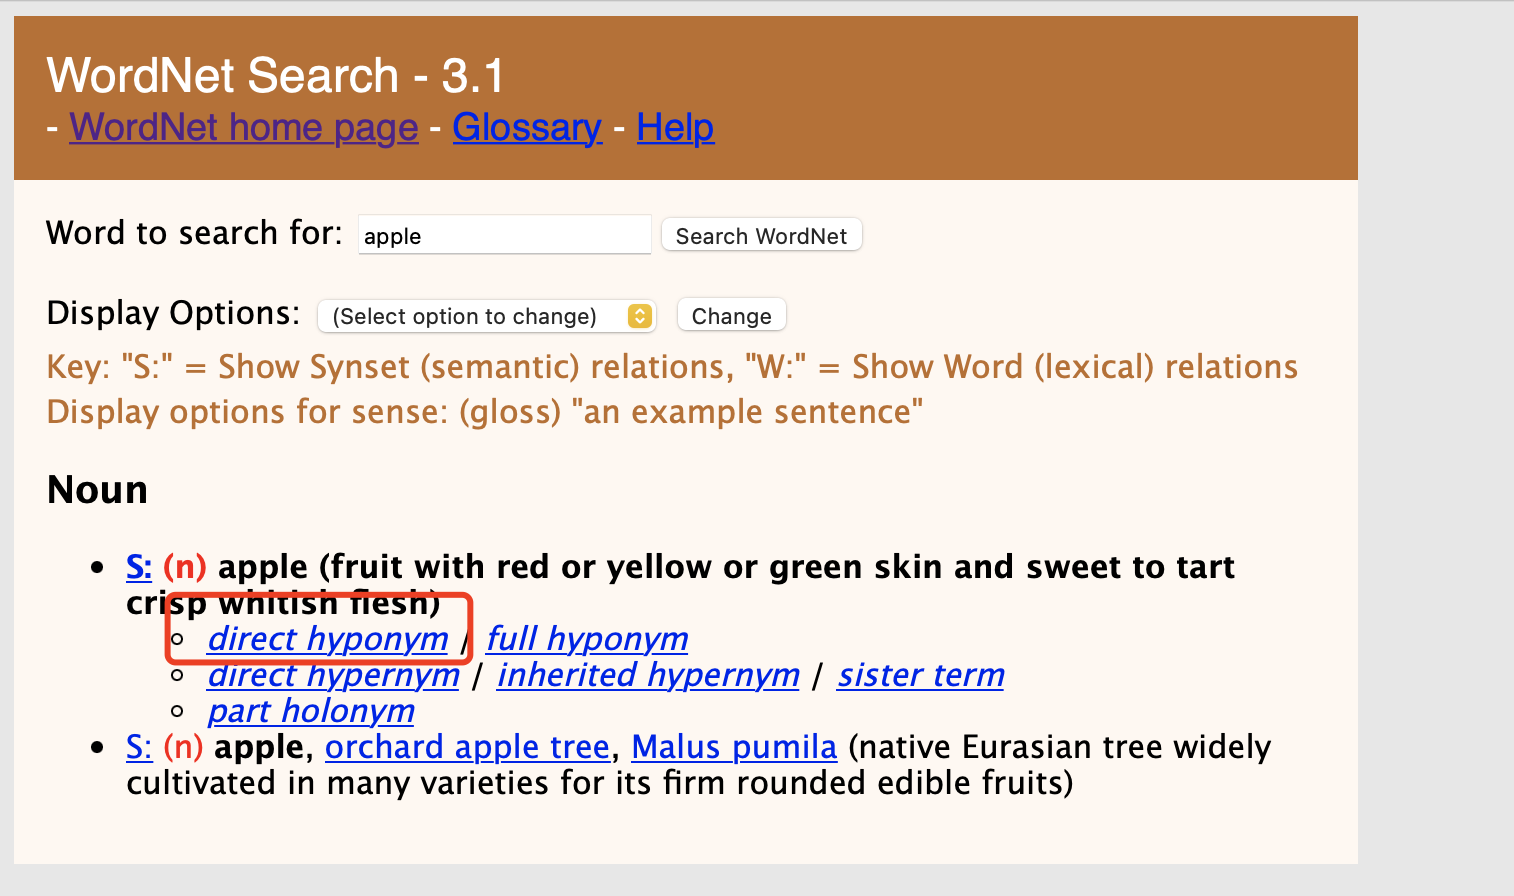 WordNet Search - 3.1
- WordNet home page - Glossary - Help
Word to search for: apple Search WordNet
Display Options: (Select option to change) Change
Key: "S:" = Show Synset (semantic) relations, "W:" = Show Word (lexical) relations
Display options for sense: (gloss) "an example sentence"
Noun
S: (n) apple (fruit with red or yellow or green skin and sweet to tart
crisp whitish flesh)
direct hyponym / full hyponym
direct hypernym / inherited hypernym / sister term
part holonym
S: (n) apple, orchard apple tree, Malus pumila (native Eurasian tree widely
cultivated in many varieties for its firm rounded edible fruits)